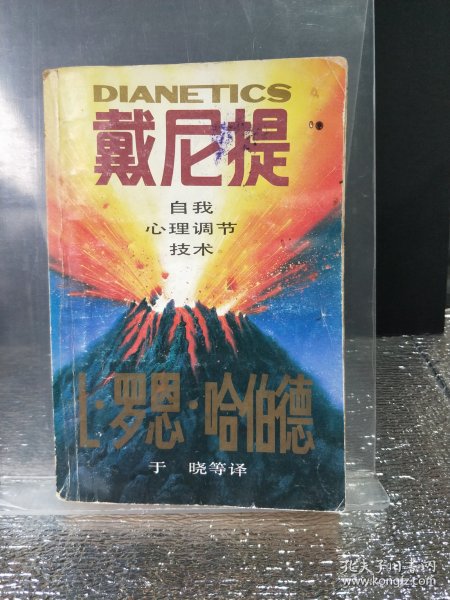 DIANETICS
戴尼提
自我
心理调节
技术
L·罗恩·哈伯德
于 晓等译
孔夫子旧书网
www.kongfz.com